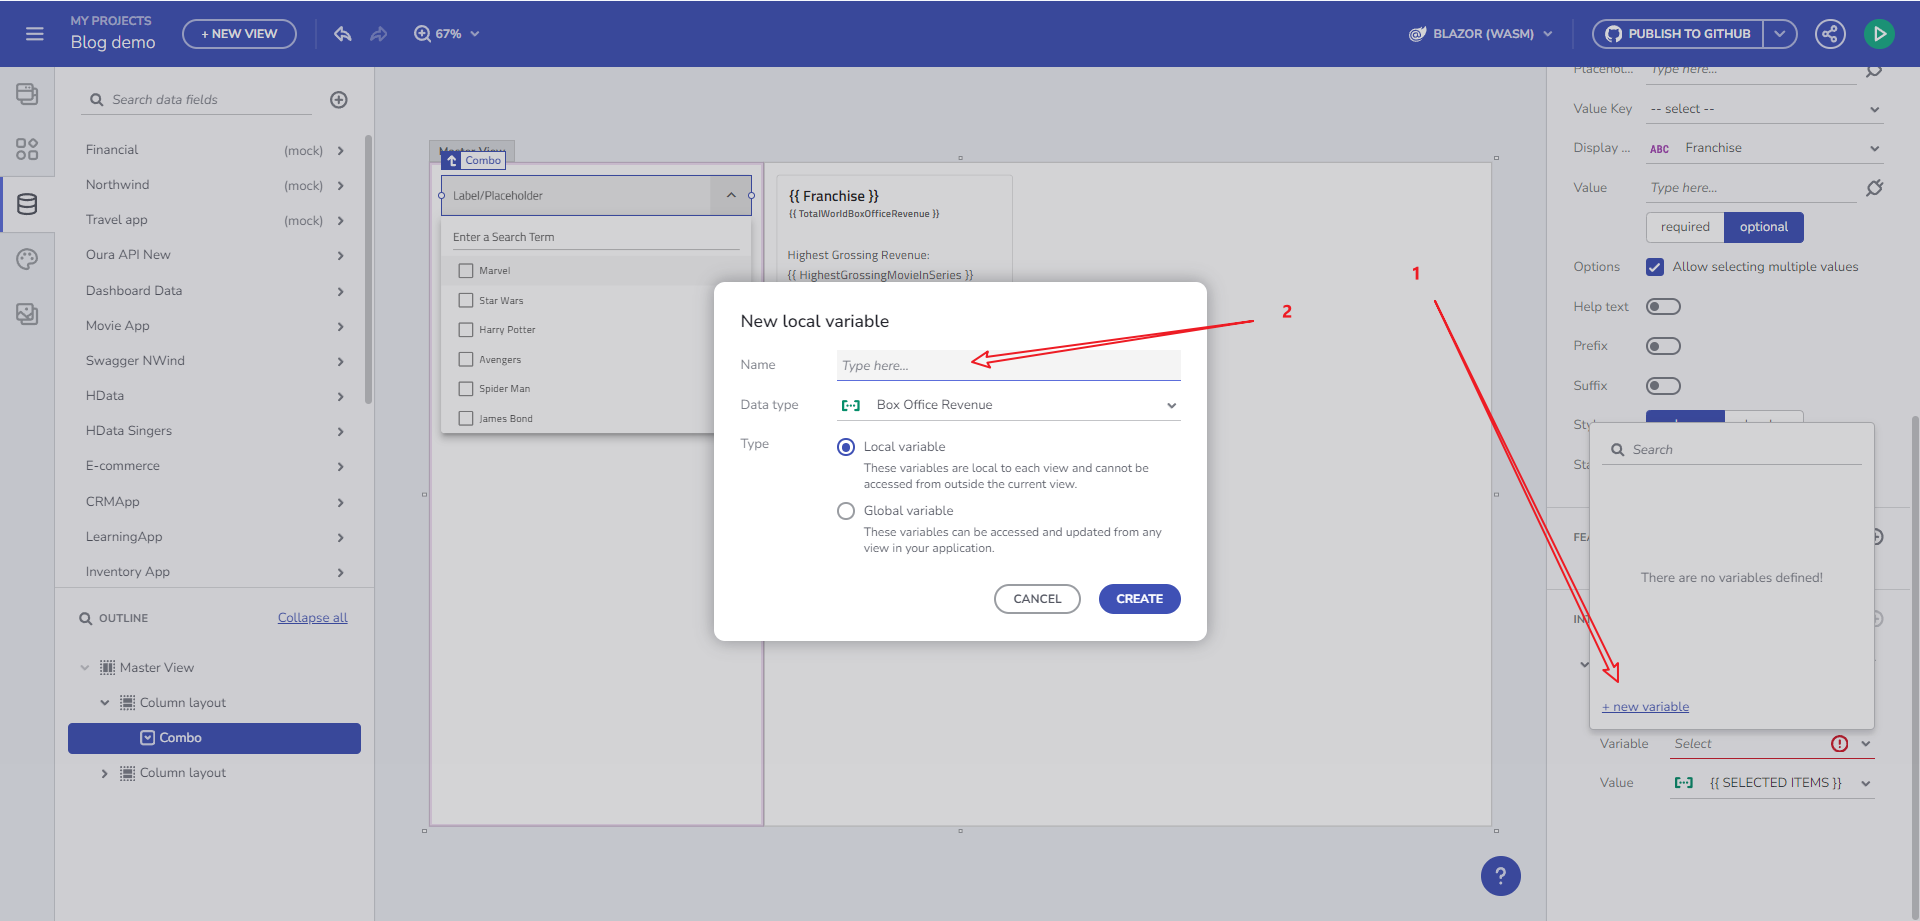 MY PROJECTS
Blog demo
+ NEW VIEW
67%
BLAZOR (WASM)
PUBLISH TO GITHUB
Search data fields
Financial (mock)
Northwind (mock)
Travel app (mock)
Oura API New
Dashboard Data
Movie App
Swagger NWind
HData
HData Singers
E-commerce
CRMApp
LearningApp
Inventory App
OUTLINE
Collapse all
Master View
Column layout
Combo
Column layout
Master View
Combo
Label/Placeholder
Enter a Search Term
Marvel
Star Wars
Harry Potter
Avengers
Spider Man
James Bond
{{ Franchise }}
{{ TotalWorldBoxOfficeRevenue }}
Highest Grossing Revenue:
{{ HighestGrossingMovieInSeries }}
New local variable
Name Type here...
Data type Box Office Revenue
Type Local variable
These variables are local to each view and cannot be
accessed from outside the current view.
Global variable
These variables can be accessed and updated from any
view in your application.
CANCEL
CREATE
1
2
Placehol... Type here...
Value Key -- select --
Display ... ABC Franchise
Value Type here...
required optional
Options Allow selecting multiple values
Help text
Prefix
Suffix
Search
There are no variables defined!
+ new variable
Variable Select
Value {{ SELECTED ITEMS }}
?